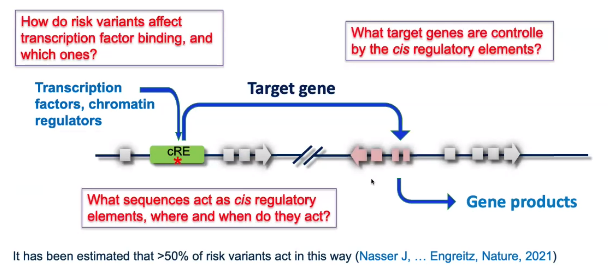 How do risk variants affect
transcription factor binding, and
which ones?
What target genes are controlle
by the cis regulatory elements?
Transcription
factors, chromatin
regulators
Target gene
cRE
*
What sequences act as cis regulatory
elements, where and when do they act?
Gene products
It has been estimated that >50% of risk variants act in this way (Nasser J, ... Engreitz, Nature, 2021)